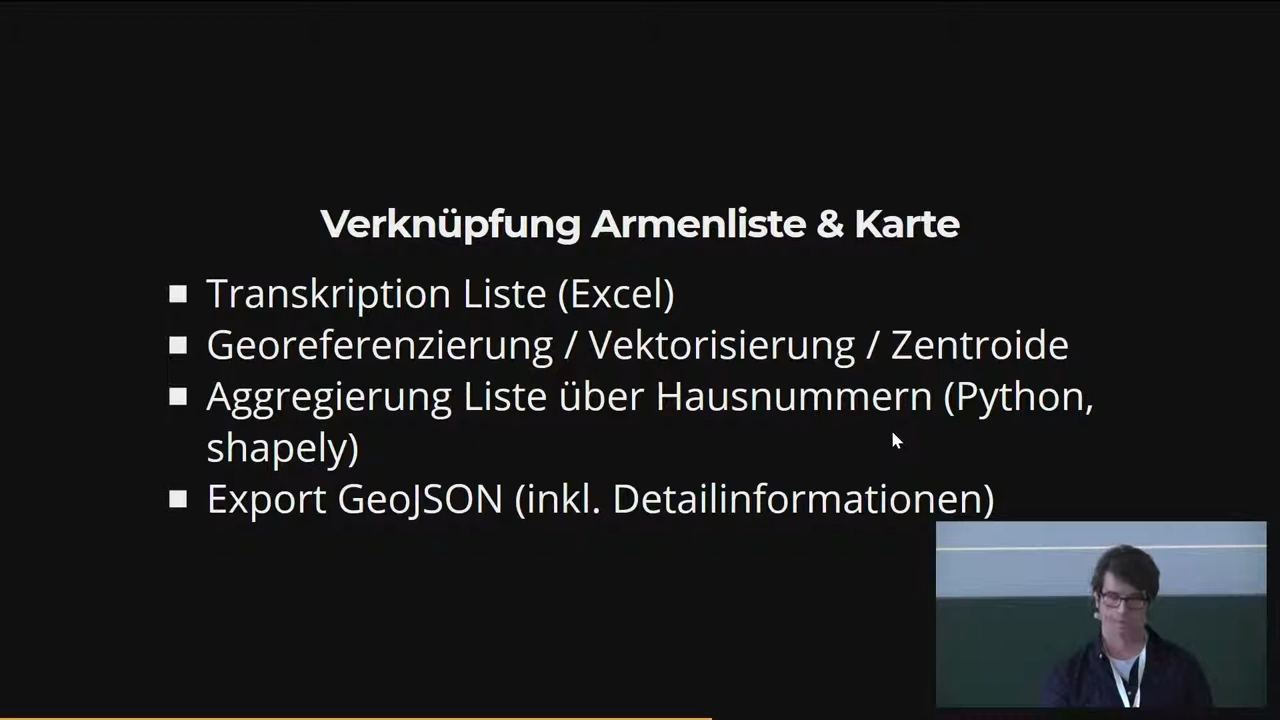 Verknüpfung Armenliste & Karte
Transkription Liste (Excel)
Georeferenzierung / Vektorisierung / Zentroide
Aggregierung Liste über Hausnummern (Python,
shapely)
Export GeoJSON (inkl. Detailinformationen)